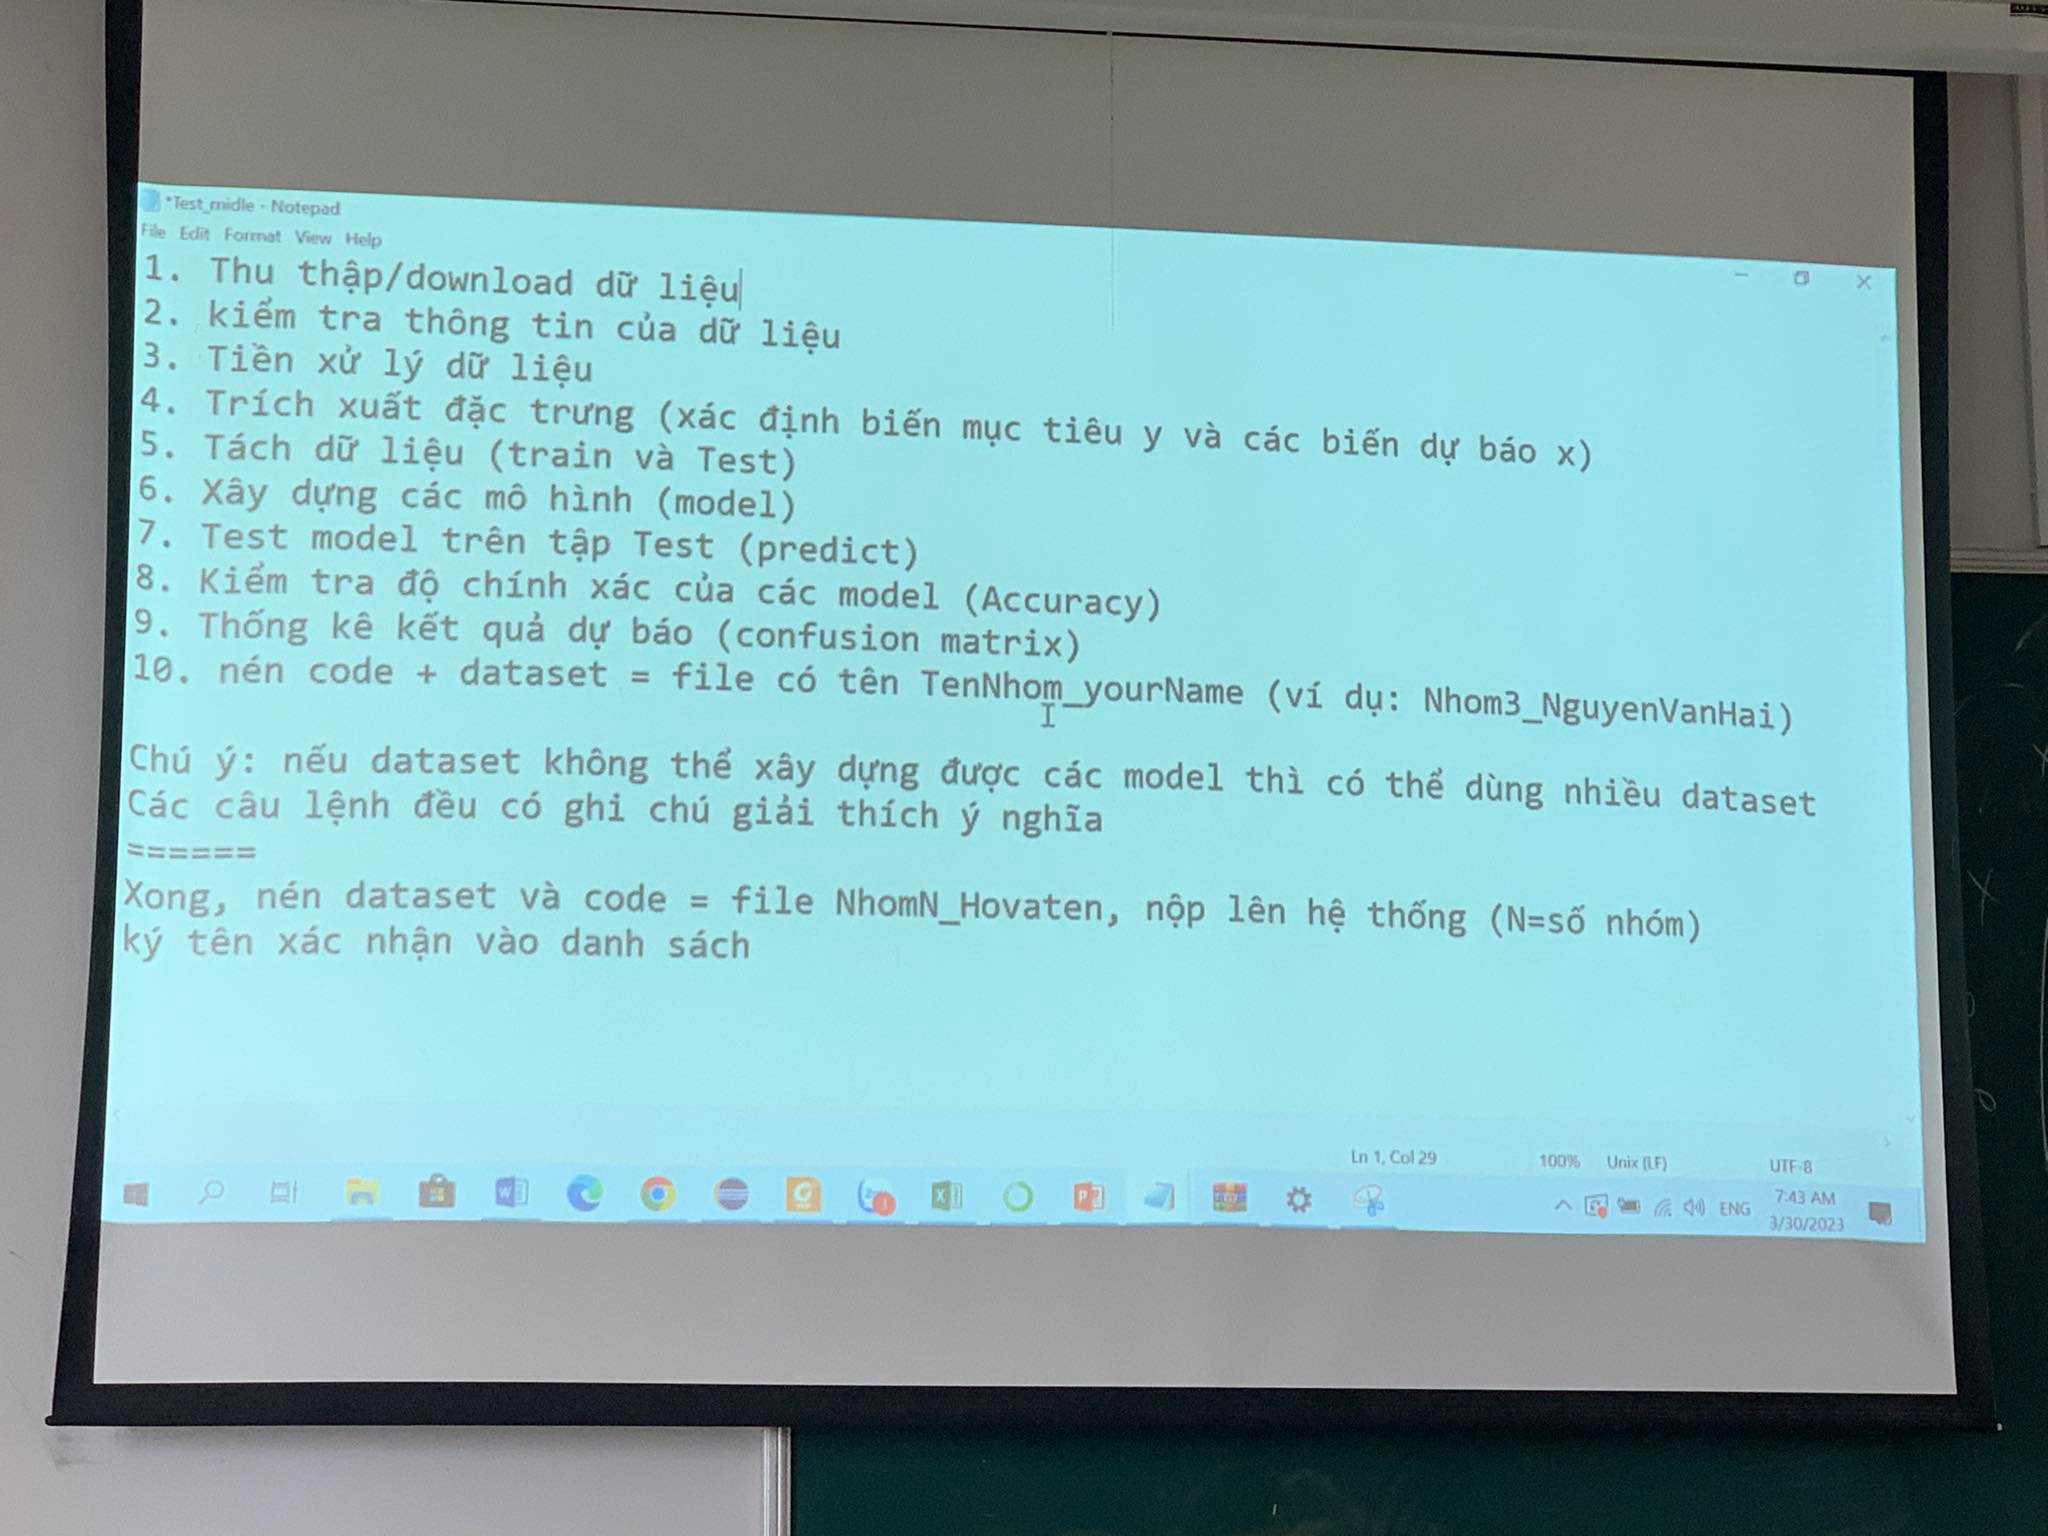 *Test_midle - Notepad
File Edit Format View Help
1. Thu thập/download dữ liệu
2. kiểm tra thông tin của dữ liệu
3. Tiền xử lý dữ liệu
4. Trích xuất đặc trưng (xác định biến mục tiêu y và các biến dự báo x)
5. Tách dữ liệu (train và Test)
6. Xây dựng các mô hình (model)
7. Test model trên tập Test (predict)
8. Kiểm tra độ chính xác của các model (Accuracy)
9. Thống kê kết quả dự báo (confusion matrix)
10. nén code + dataset = file có tên TenNhom_yourName (ví dụ: Nhom3_NguyenVanHai)
Chú ý: nếu dataset không thể xây dựng được các model thì có thể dùng nhiều dataset
Các câu lệnh đều có ghi chú giải thích ý nghĩa
======
Xong, nén dataset và code = file NhomN_Hovaten, nộp lên hệ thống (N=số nhóm)
ký tên xác nhận vào danh sách
Ln 1, Col 29
100%
Unix (LF)
UTF-8
ENG
7:43 AM
3/30/2023